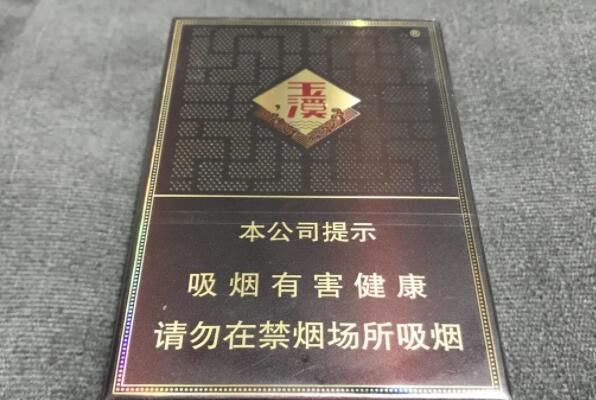 ®
玉溪
本公司提示
吸烟有害健康
请勿在禁烟场所吸烟